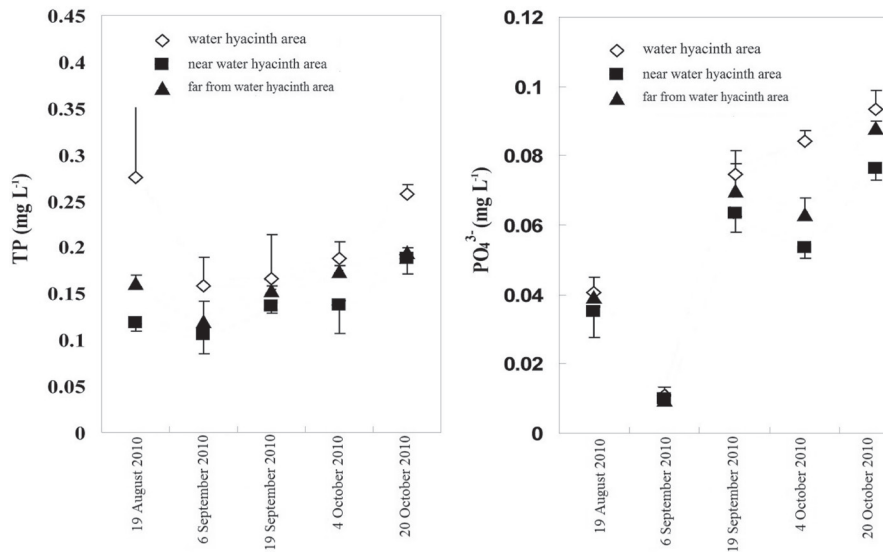 0.45
0.4
0.35
0.3
0.25
0.2
0.15
0.1
0.05
0
TP (mg L⁻¹)
water hyacinth area
near water hyacinth area
far from water hyacinth area
19 August 2010
6 September 2010
19 September 2010
4 October 2010
20 October 2010
0.12
0.1
0.08
0.06
0.04
0.02
0
PO₄³⁻ (mg L⁻¹)
water hyacinth area
near water hyacinth area
far from water hyacinth area
19 August 2010
6 September 2010
19 September 2010
4 October 2010
20 October 2010